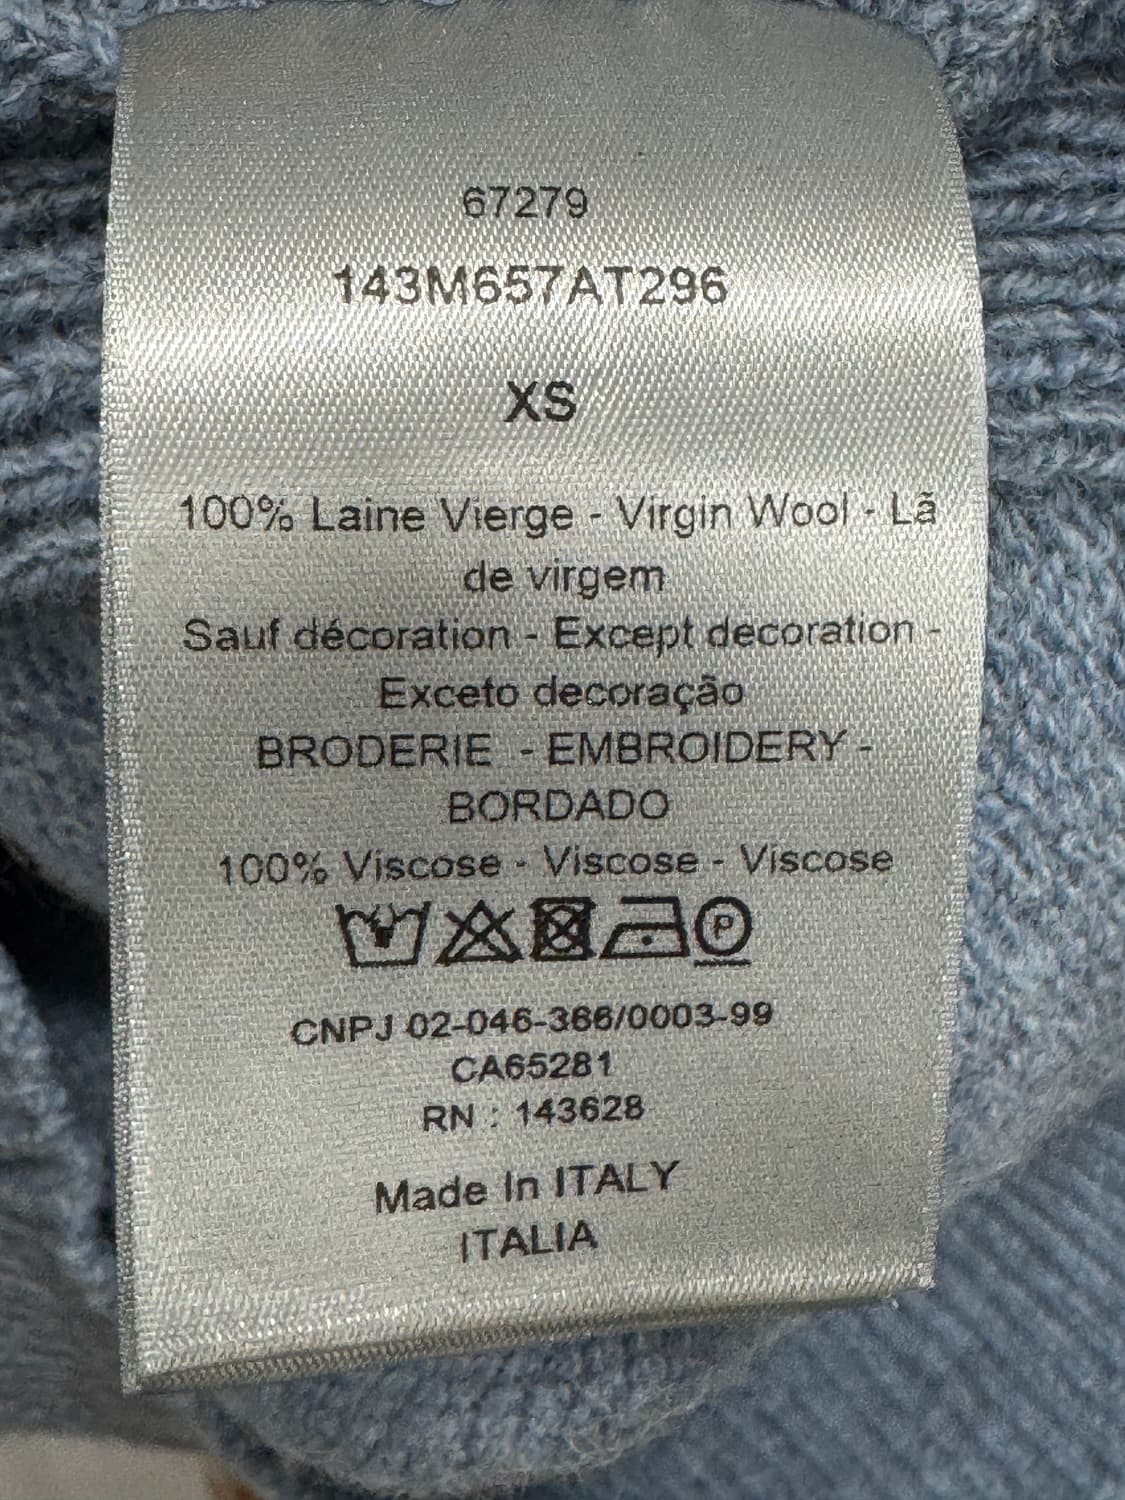 67279
143M657AT296
XS
100% Laine Vierge - Virgin Wool - Lã
de virgem
Sauf décoration - Except decoration -
Exceto decoração
BRODERIE - EMBROIDERY -
BORDADO
100% Viscose - Viscose - Viscose
P
CNPJ 02-046-366/0003-99
CA65281
RN : 143628
Made In ITALY
ITALIA